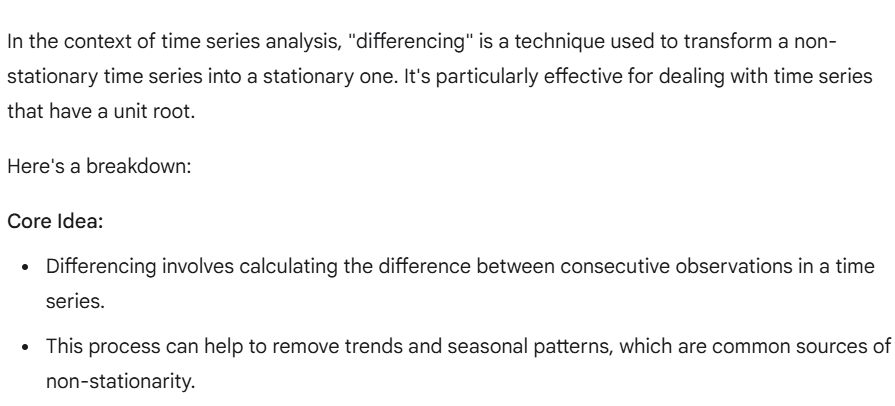 In the context of time series analysis, "differencing" is a technique used to transform a non-
stationary time series into a stationary one. It's particularly effective for dealing with time series
that have a unit root.
Here's a breakdown:
Core Idea:
• Differencing involves calculating the difference between consecutive observations in a time
series.
• This process can help to remove trends and seasonal patterns, which are common sources of
non-stationarity.